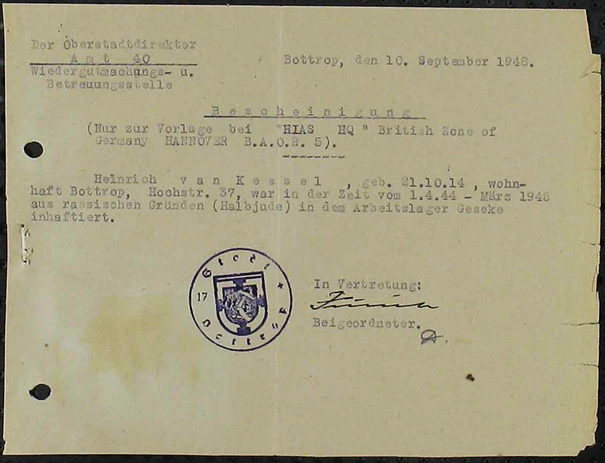 Der Oberstadtdirektor
Amt 40
Wiedergutmachungs- u.
Betreuungsstelle
Bottrop, den 10. September 1948.
Bescheinigung
(Nur zur Vorlage bei "HIAS HQ" British Zone of
Germany HANNOVER B.A.O.R. 5).
Heinrich van Kessel, geb. 21.10.14, wohn-
haft Bottrop, Hochstr. 37, war in der Zeit vom 1.4.44 - März 1945
aus rassischen Gründen (Halbjude) in dem Arbeitslager Geseke
inhaftiert.
Stadt
17
Bottrop
In Vertretung:
Beigeordneter.